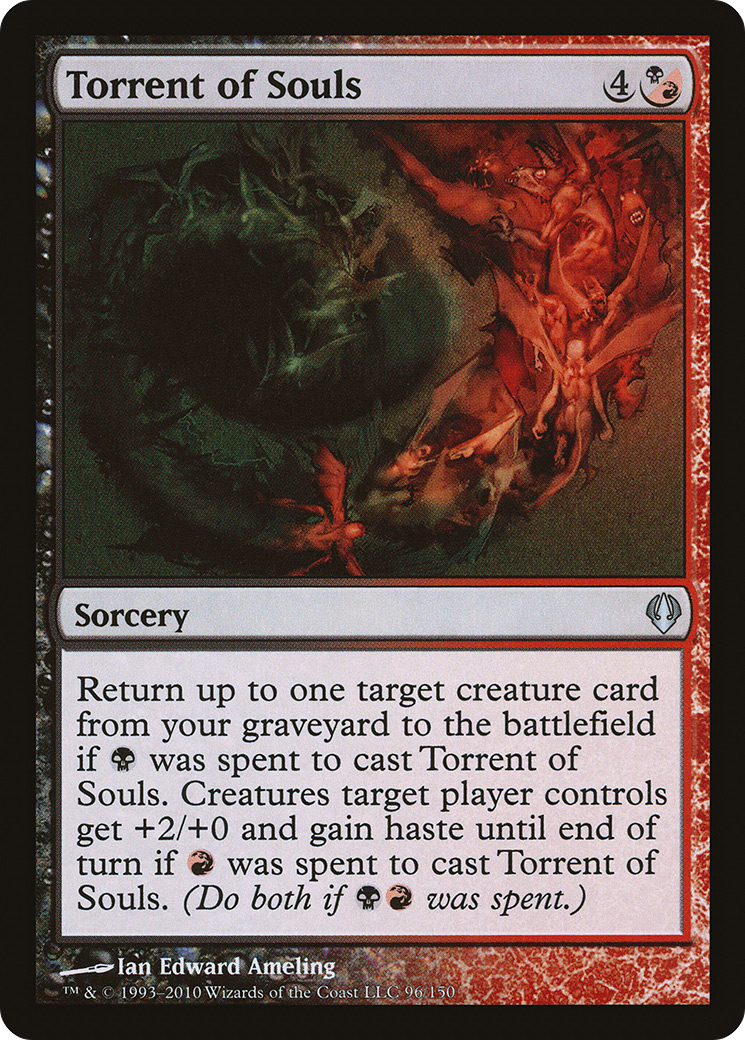 Torrent of Souls 4
Sorcery
Return up to one target creature card
from your graveyard to the battlefield
if was spent to cast Torrent of
Souls. Creatures target player controls
get +2/+0 and gain haste until end of
turn if was spent to cast Torrent of
Souls. (Do both if was spent.)
Ian Edward Ameling
™ & © 1993–2010 Wizards of the Coast LLC 96/150